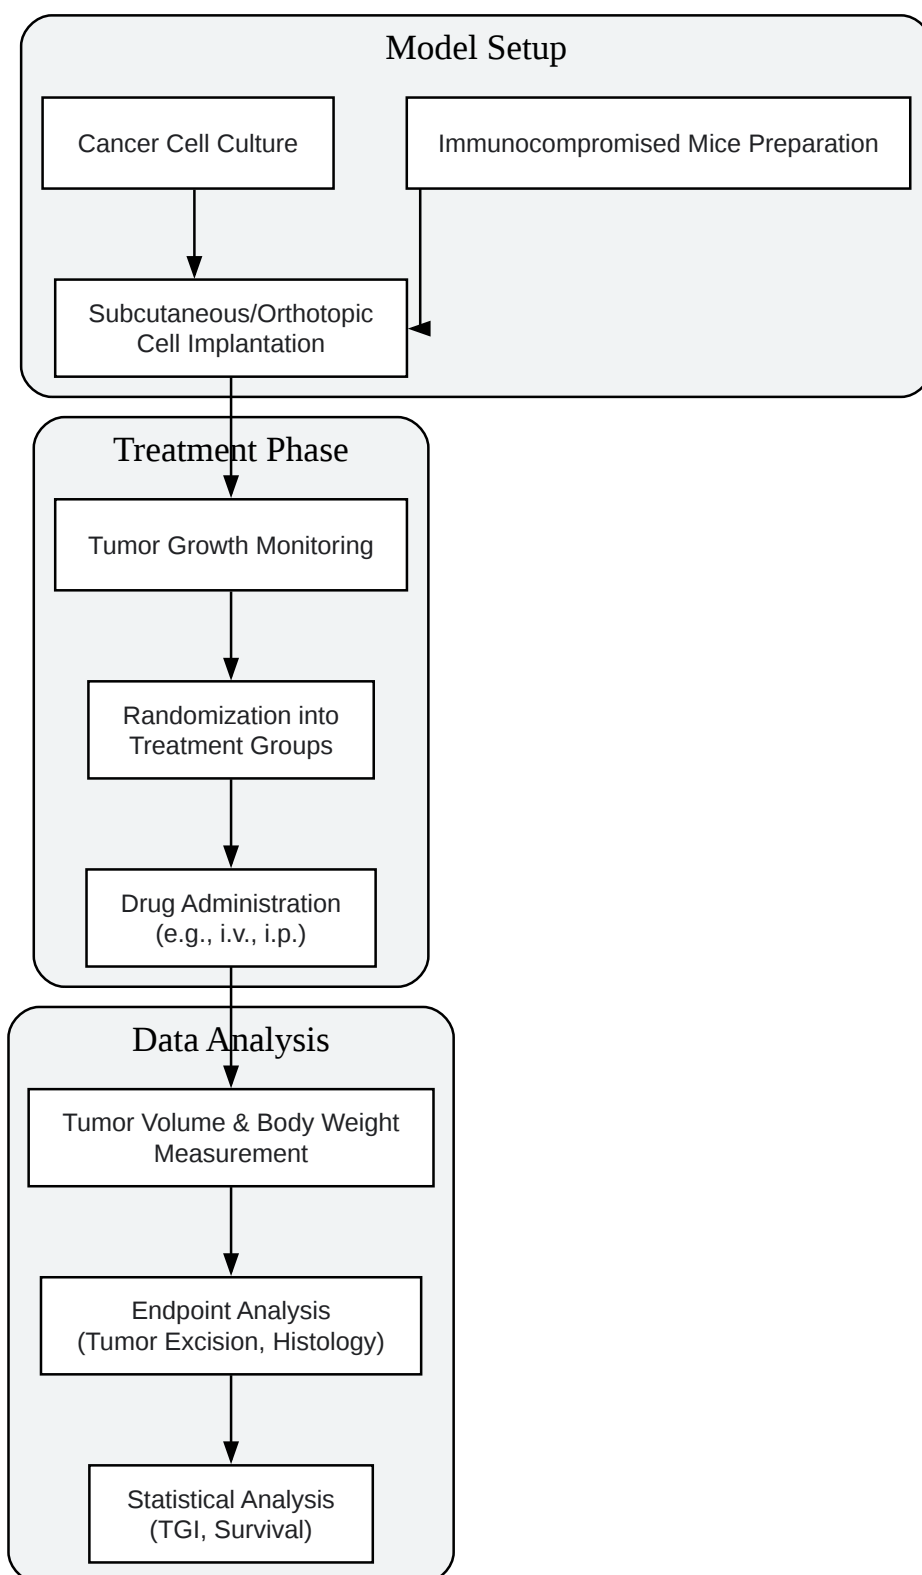 Model Setup
Cancer Cell Culture
Immunocompromised Mice Preparation
Subcutaneous/Orthotopic
Cell Implantation
Treatment Phase
Tumor Growth Monitoring
Randomization into
Treatment Groups
Drug Administration
(e.g., i.v., i.p.)
Data Analysis
Tumor Volume & Body Weight
Measurement
Endpoint Analysis
(Tumor Excision, Histology)
Statistical Analysis
(TGI, Survival)